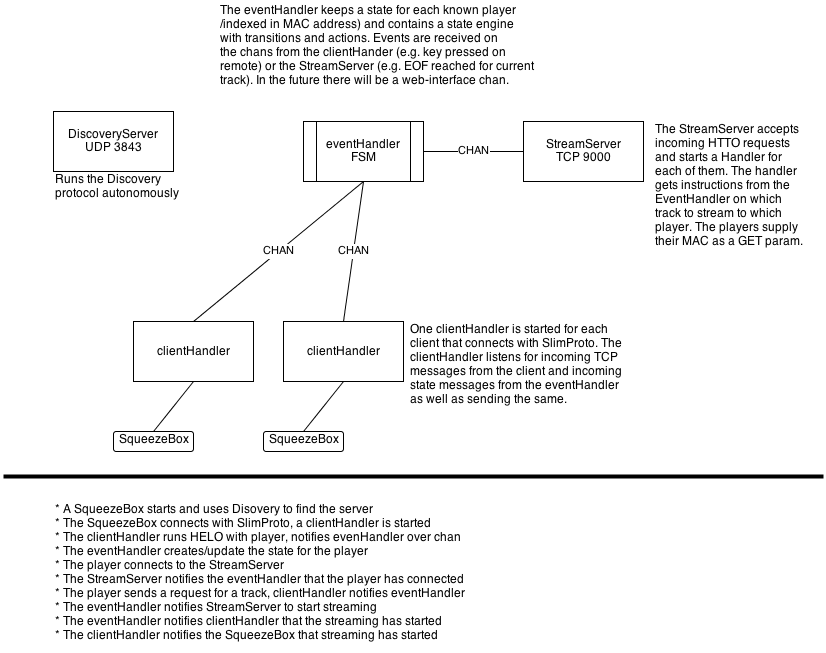 The eventHandler keeps a state for each known player
/indexed in MAC address) and contains a state engine
with transitions and actions. Events are received on
the chans from the clientHander (e.g. key pressed on
remote) or the StreamServer (e.g. EOF reached for current
track). In the future there will be a web-interface chan.
DiscoveryServer
UDP 3843
Runs the Discovery
protocol autonomously
eventHandler
FSM
CHAN
StreamServer
TCP 9000
The StreamServer accepts
incoming HTTO requests
and starts a Handler for
each of them. The handler
gets instructions from the
EventHandler on which
track to stream to which
player. The players supply
their MAC as a GET param.
CHAN
CHAN
clientHandler
clientHandler
One clientHandler is started for each
client that connects with SlimProto. The
clientHandler listens for incoming TCP
messages from the client and incoming
state messages from the eventHandler
as well as sending the same.
SqueezeBox
SqueezeBox
* A SqueezeBox starts and uses Disovery to find the server
* The SqueezeBox connects with SlimProto, a clientHandler is started
* The clientHandler runs HELO with player, notifies evenHandler over chan
* The eventHandler creates/update the state for the player
* The player connects to the StreamServer
* The StreamServer notifies the eventHandler that the player has connected
* The player sends a request for a track, clientHandler notifies eventHandler
* The eventHandler notifies StreamServer to start streaming
* The eventHandler notifies clientHandler that the streaming has started
* The clientHandler notifies the SqueezeBox that streaming has started